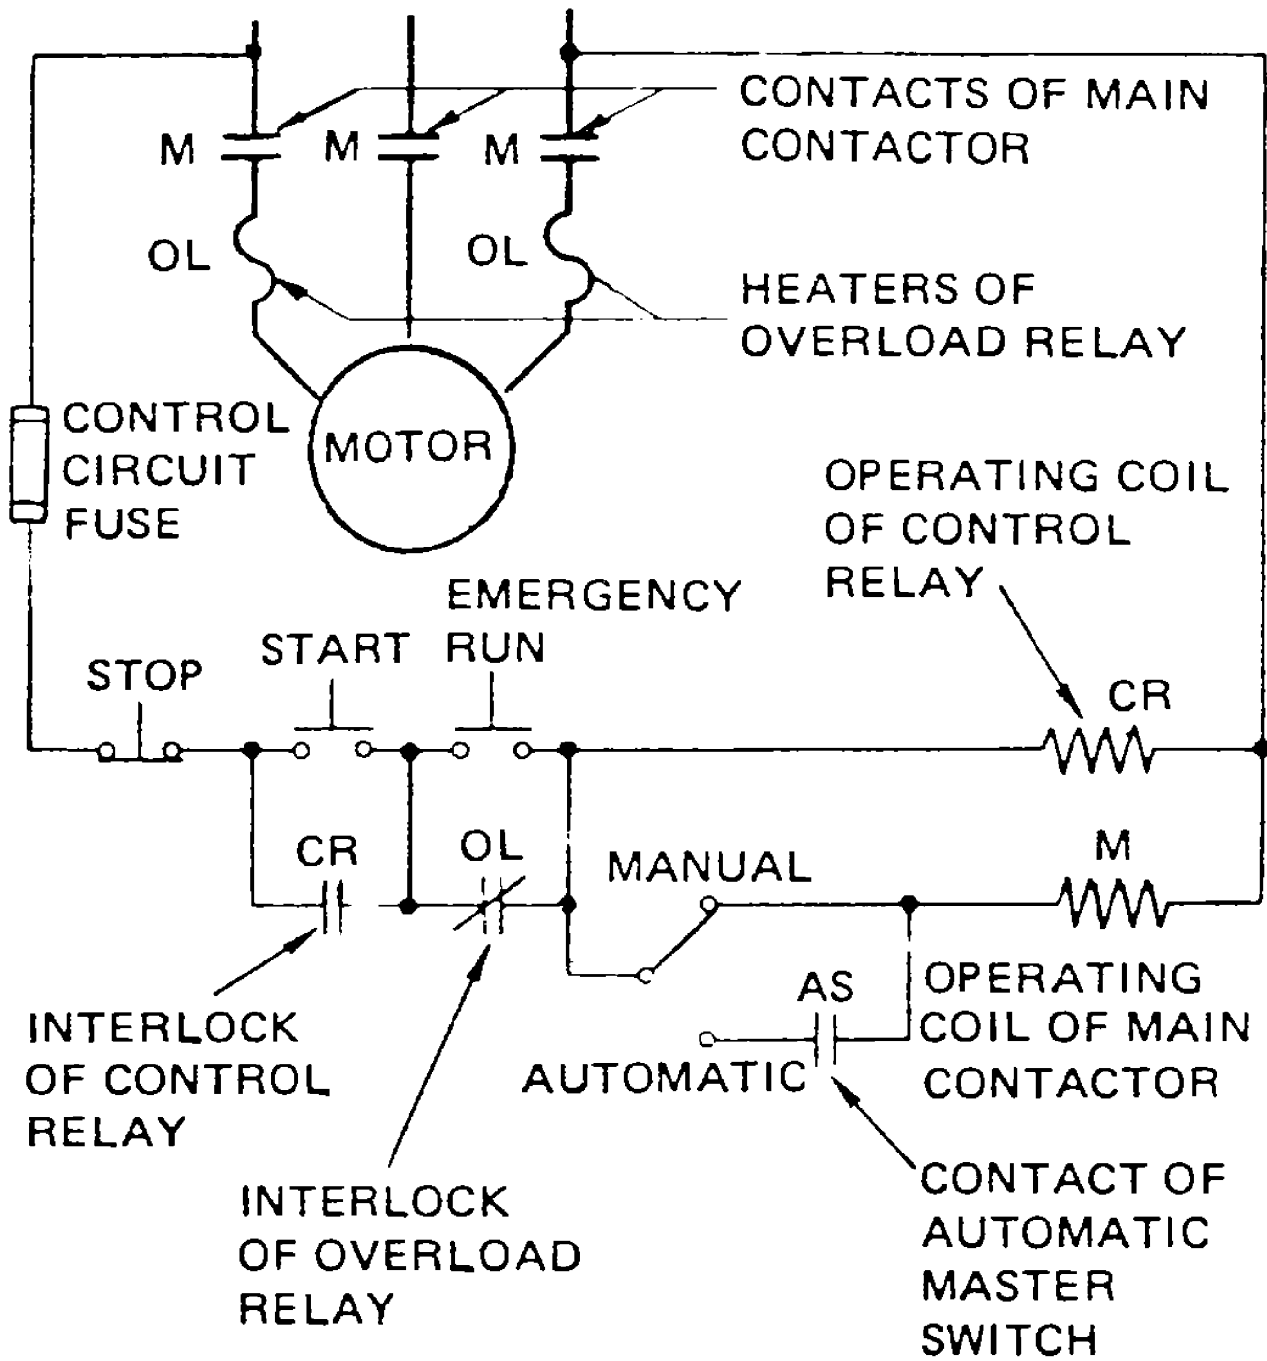 CONTACTS OF MAIN
CONTACTOR
M
M
M
OL
OL
HEATERS OF
OVERLOAD RELAY
CONTROL
CIRCUIT
FUSE
MOTOR
OPERATING COIL
OF CONTROL
RELAY
EMERGENCY
RUN
START
STOP
CR
CR
OL
MANUAL
M
AS
AUTOMATIC
OPERATING
COIL OF MAIN
CONTACTOR
INTERLOCK
OF CONTROL
RELAY
INTERLOCK
OF OVERLOAD
RELAY
CONTACT OF
AUTOMATIC
MASTER
SWITCH